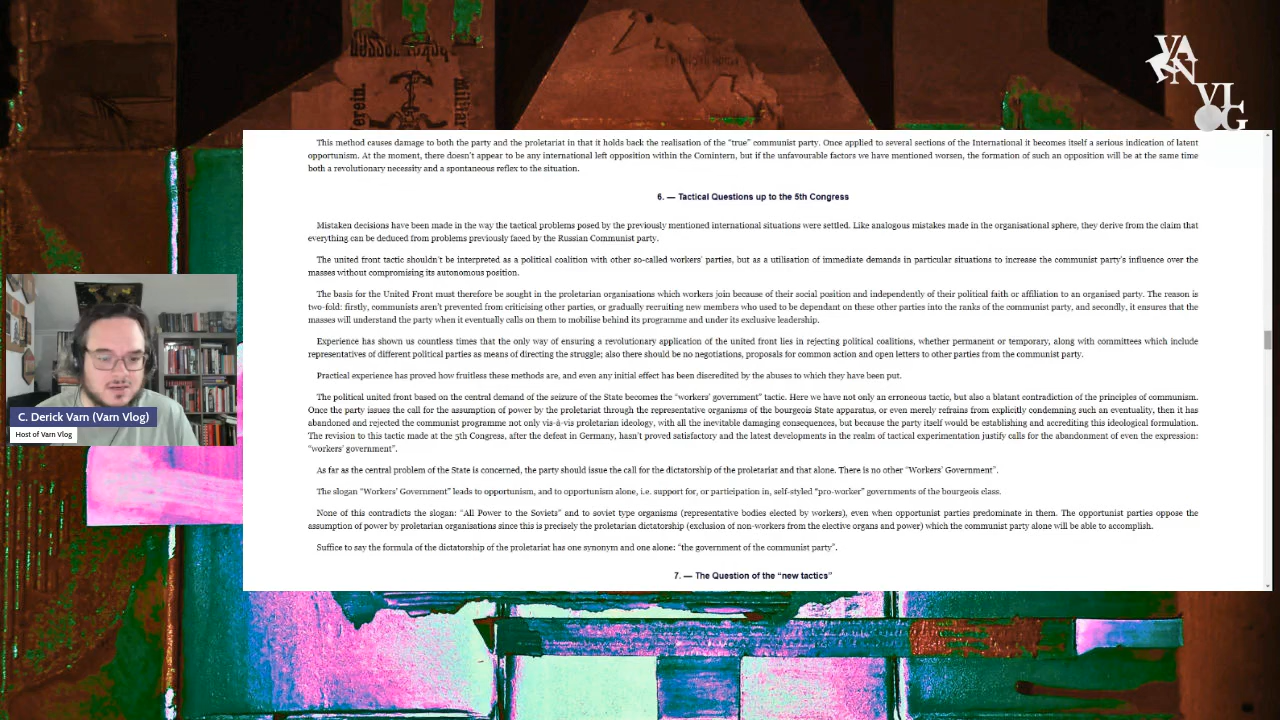 VA
RN
VL
OG
This method causes damage to both the party and the proletariat in that it holds back the realisation of the “true” communist party. Once applied to several sections of the International it becomes itself a serious indication of latent
opportunism. At the moment, there doesn’t appear to be any international left opposition within the Comintern, but if the unfavourable factors we have mentioned worsen, the formation of such an opposition will be at the same time
both a revolutionary necessity and a spontaneous reflex to the situation.
6. — Tactical Questions up to the 5th Congress
Mistaken decisions have been made in the way the tactical problems posed by the previously mentioned international situations were settled. Like analogous mistakes made in the organisational sphere, they derive from the claim that
everything can be deduced from problems previously faced by the Russian Communist party.
The united front tactic shouldn’t be interpreted as a political coalition with other so-called workers’ parties, but as a utilisation of immediate demands in particular situations to increase the communist party’s influence over the
masses without compromising its autonomous position.
The basis for the United Front must therefore be sought in the proletarian organisations which workers join because of their social position and independently of their political faith or affiliation to an organised party. The reason is
two-fold: firstly, communists aren’t prevented from criticising other parties, or gradually recruiting new members who used to be dependant on these other parties into the ranks of the communist party, and secondly, it ensures that the
masses will understand the party when it eventually calls on them to mobilise behind its programme and under its exclusive leadership.
Experience has shown us countless times that the only way of ensuring a revolutionary application of the united front lies in rejecting political coalitions, whether permanent or temporary, along with committees which include
representatives of different political parties as means of directing the struggle; also there should be no negotiations, proposals for common action and open letters to other parties from the communist party.
Practical experience has proved how fruitless these methods are, and even any initial effect has been discredited by the abuses to which they have been put.
The political united front based on the central demand of the seizure of the State becomes the “workers’ government” tactic. Here we have not only an erroneous tactic, but also a blatant contradiction of the principles of communism.
Once the party issues the call for the assumption of power by the proletariat through the representative organisms of the bourgeois State apparatus, or even merely refrains from explicitly condemning such an eventuality, then it has
abandoned and rejected the communist programme not only vis-à-vis proletarian ideology, with all the inevitable damaging consequences, but because the party itself would be establishing and accrediting this ideological formulation.
The revision to this tactic made at the 5th Congress, after the defeat in Germany, hasn’t proved satisfactory and the latest developments in the realm of tactical experimentation justify calls for the abandonment of even the expression:
“workers’ government”.
As far as the central problem of the State is concerned, the party should issue the call for the dictatorship of the proletariat and that alone. There is no other “Workers’ Government”.
The slogan “Workers’ Government” leads to opportunism, and to opportunism alone, i.e. support for, or participation in, self-styled “pro-worker” governments of the bourgeois class.
None of this contradicts the slogan: “All Power to the Soviets” and to soviet type organisms (representative bodies elected by workers), even when opportunist parties predominate in them. The opportunist parties oppose the
assumption of power by proletarian organisations since this is precisely the proletarian dictatorship (exclusion of non-workers from the elective organs and power) which the communist party alone will be able to accomplish.
Suffice to say the formula of the dictatorship of the proletariat has one synonym and one alone: “the government of the communist party”.
7. — The Question of the “new tactics”
C. Derick Varn (Varn Vlog)
Host of Varn Vlog